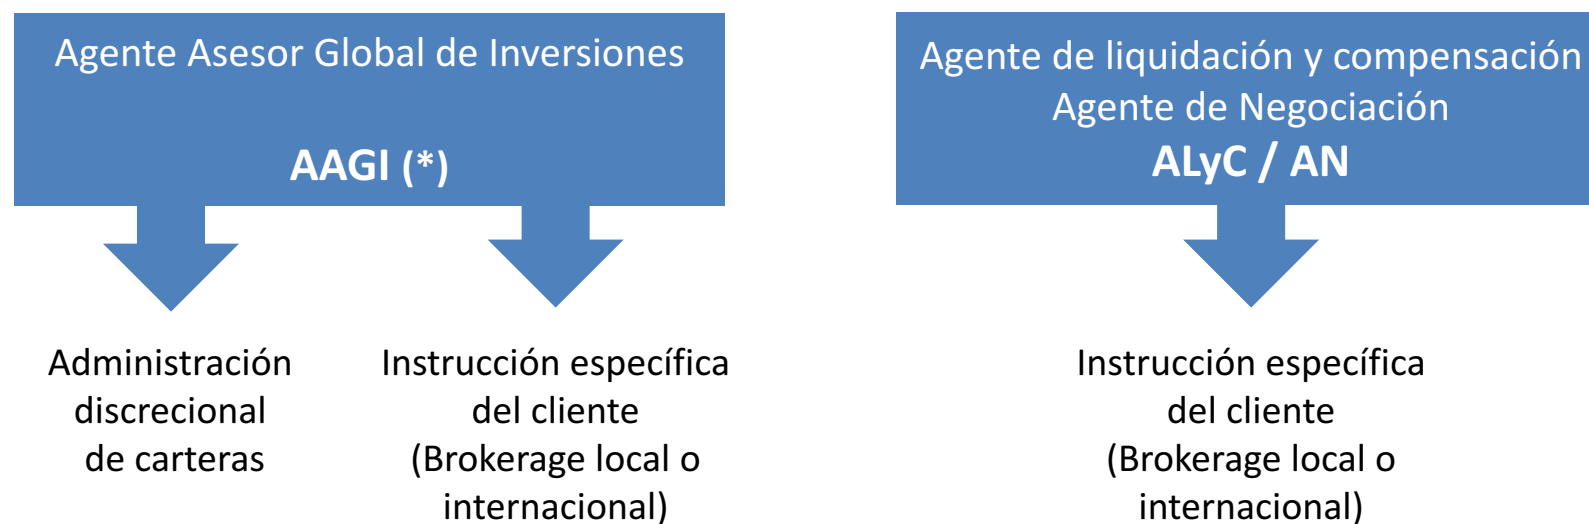 Agente Asesor Global de Inversiones
AAGI (*)
Administración
discrecional
de carteras
Instrucción específica
del cliente
(Brokerage local o
internacional)
Agente de liquidación y compensación
Agente de Negociación
ALyC / AN
Instrucción específica
del cliente
(Brokerage local o
internacional)